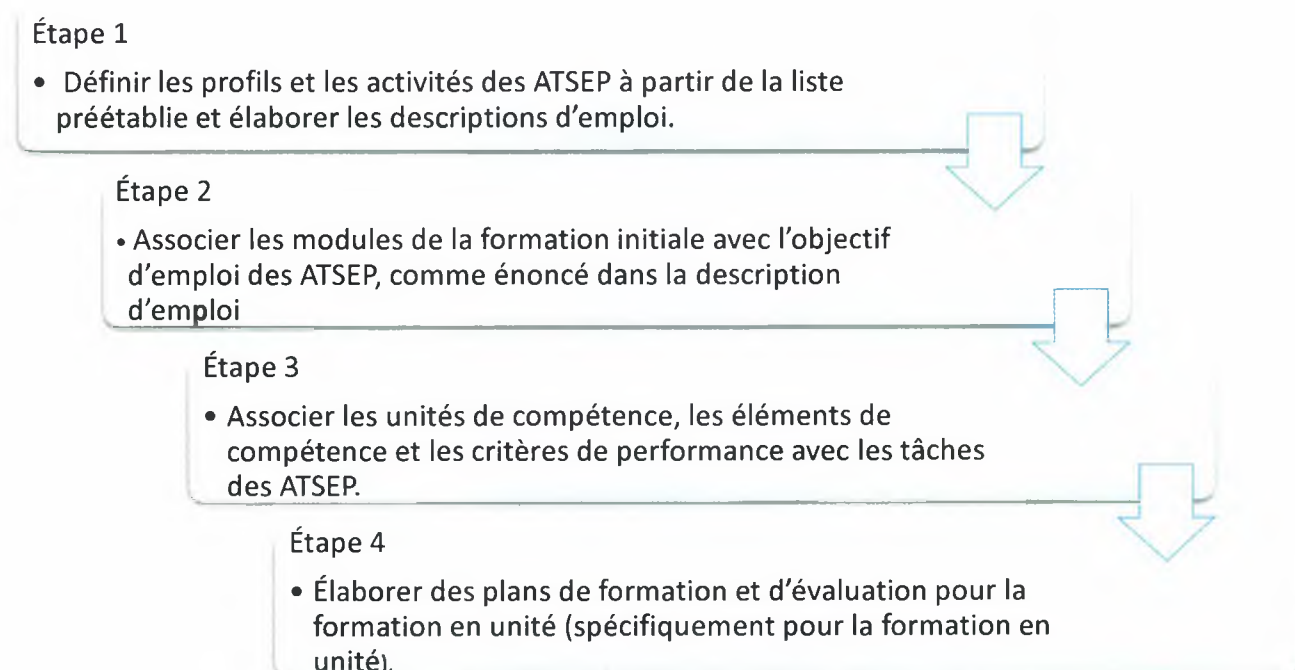 Étape 1
• Définir les profils et les activités des ATSEP à partir de la liste
préétablie et élaborer les descriptions d'emploi.
Étape 2
• Associer les modules de la formation initiale avec l'objectif
d'emploi des ATSEP, comme énoncé dans la description
d'emploi
Étape 3
• Associer les unités de compétence, les éléments de
compétence et les critères de performance avec les tâches
des ATSEP.
Étape 4
• Élaborer des plans de formation et d'évaluation pour la
formation en unité (spécifiquement pour la formation en
unité).